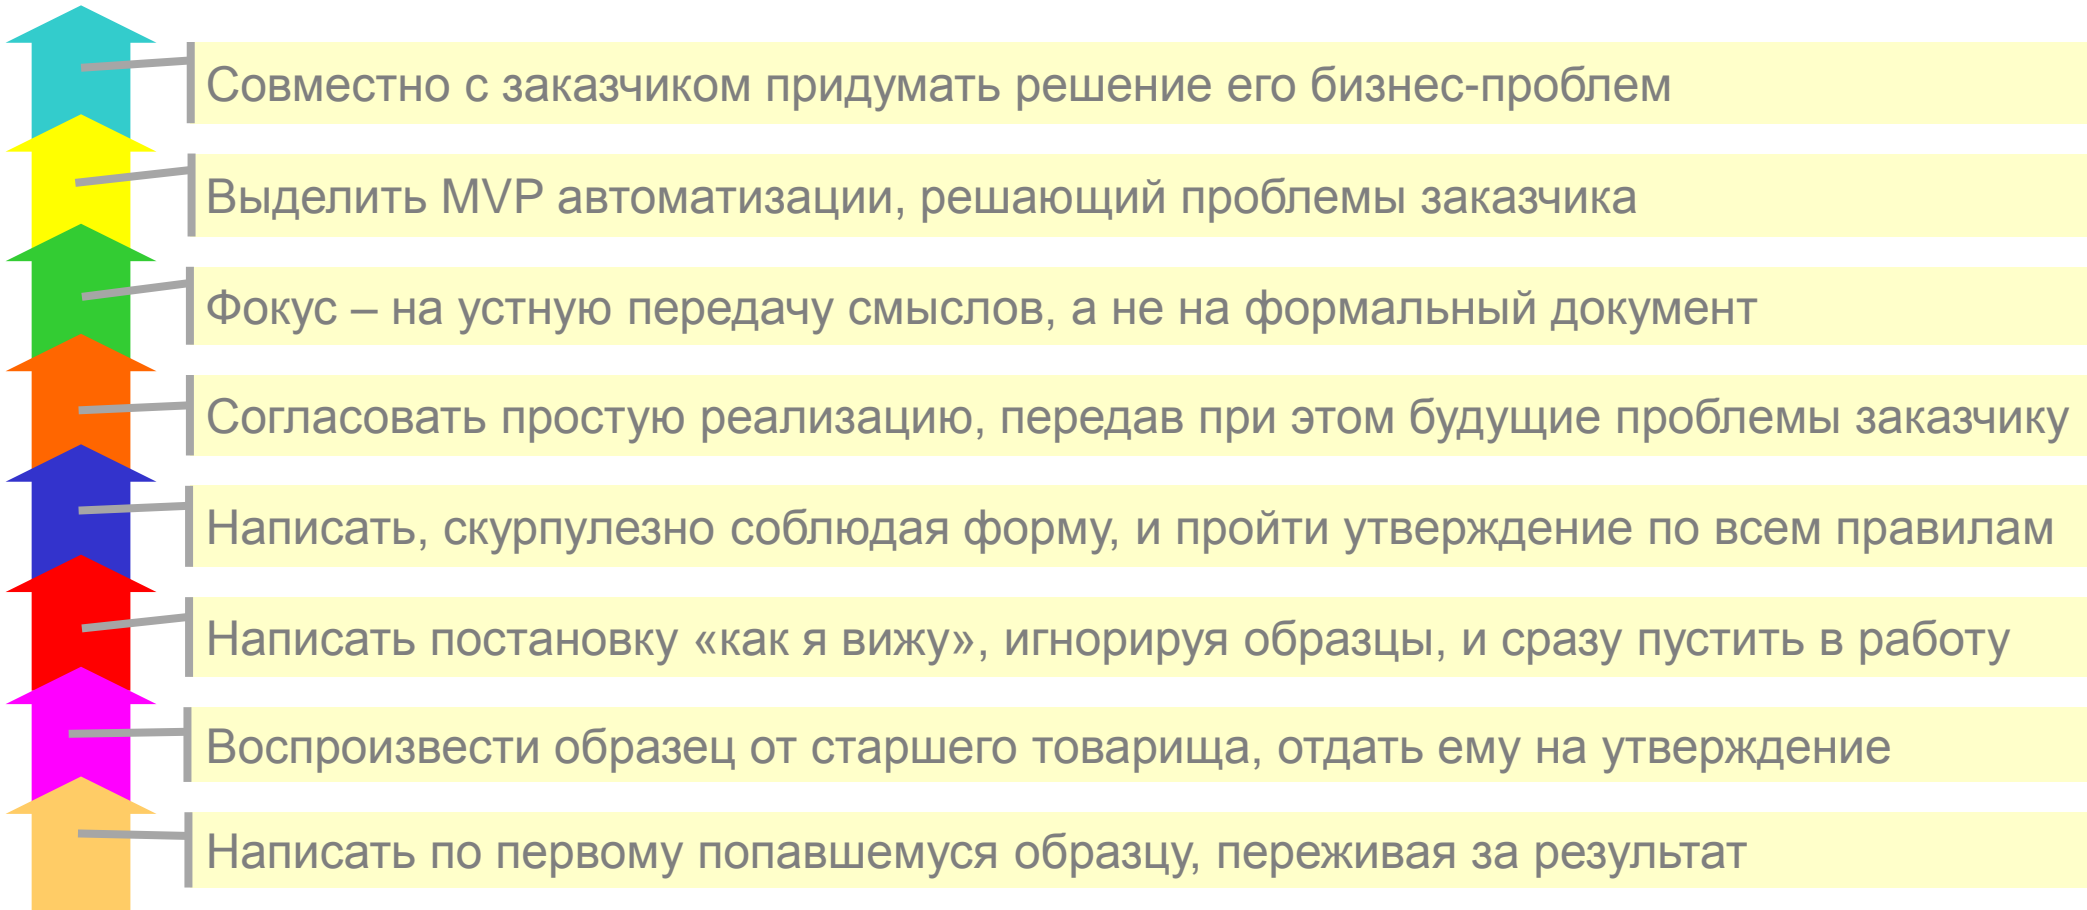 Совместно с заказчиком придумать решение его бизнес-проблем
Выделить MVP автоматизации, решающий проблемы заказчика
Фокус – на устную передачу смыслов, а не на формальный документ
Согласовать простую реализацию, передав при этом будущие проблемы заказчику
Написать, скурпулезно соблюдая форму, и пройти утверждение по всем правилам
Написать постановку «как я вижу», игнорируя образцы, и сразу пустить в работу
Воспроизвести образец от старшего товарища, отдать ему на утверждение
Написать по первому попавшемуся образцу, переживая за результат